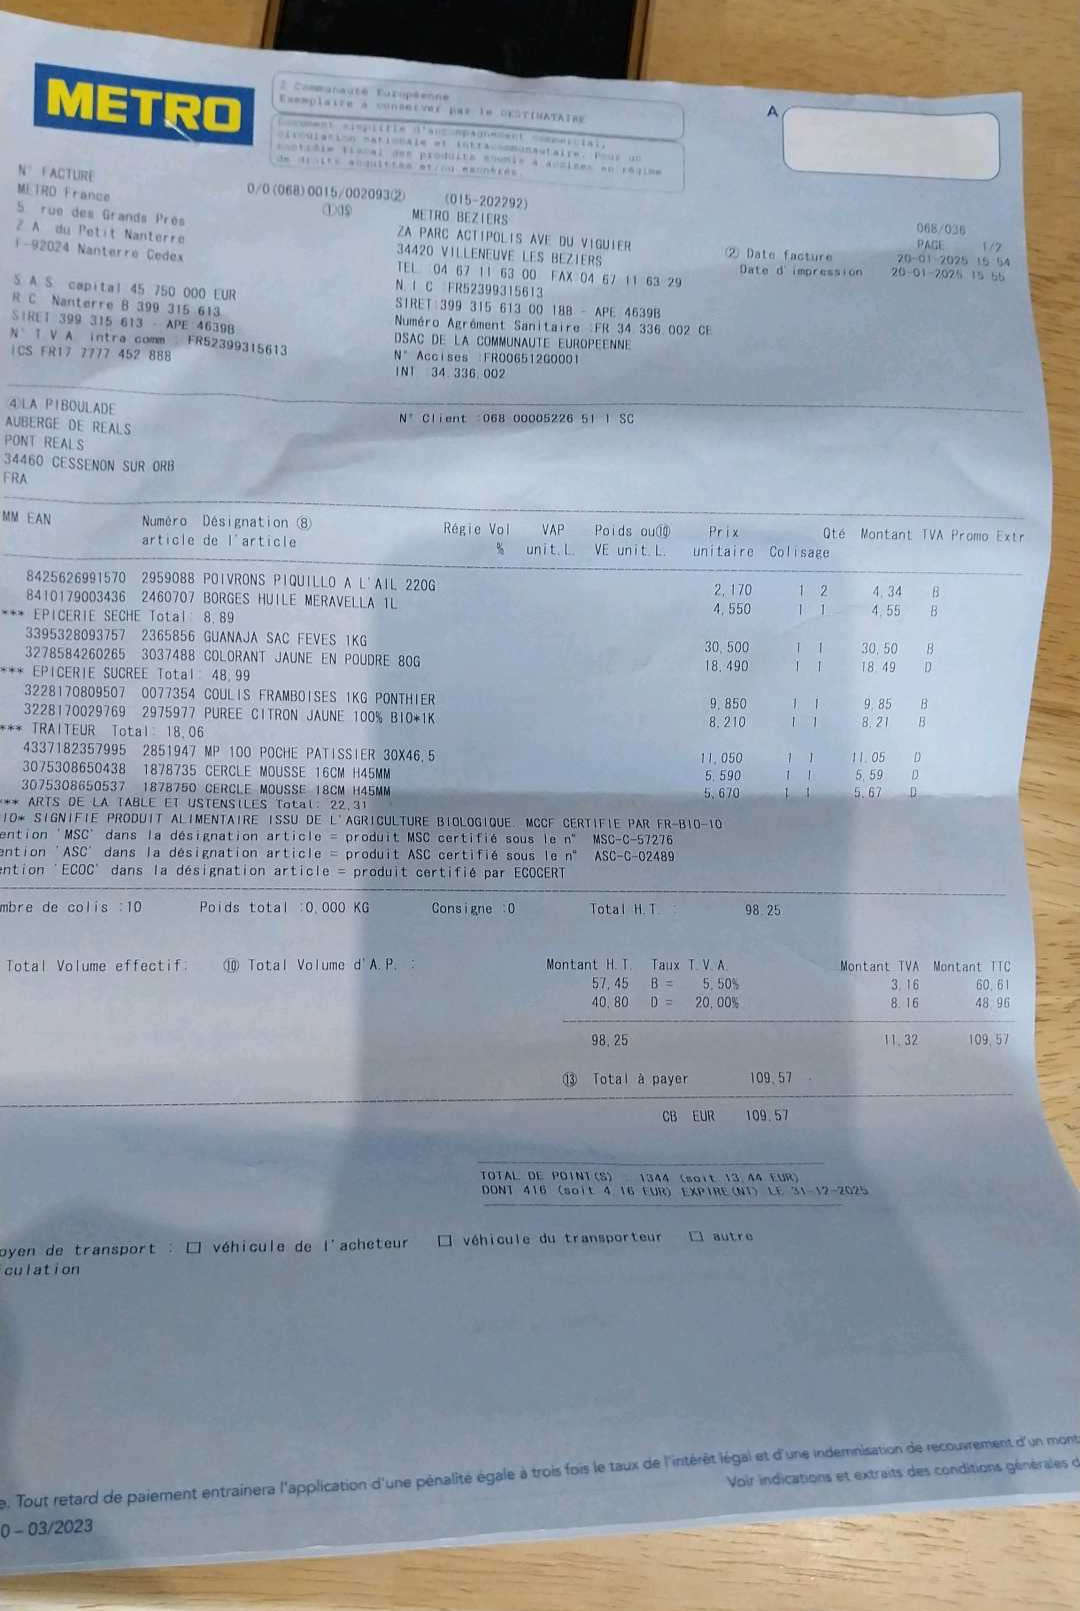 METRO
Communauté Européenne
Exemplaire à conserver par le DESTINATAIRE
Document simplifié d'accompagnement commercial,
circulation nationale et intracommunautaire. Pour un
contrôle fiscal des produits soumis à accises en régime
de droits acquittés et/ou exonérés.
A
N° FACTURE 0/0(068)0015/002093② (015-202292)
①⑮
METRO France
5 rue des Grands Prés
Z A du Petit Nanterre
F-92024 Nanterre Cedex
S.A.S. capital 45 750 000 EUR
R C Nanterre B 399 315 613
SIRET 399 315 613 - APE 4639B
N° T V A intra comm : FR52399315613
ICS FR17 7777 452 888
METRO BEZIERS
ZA PARC ACTIPOLIS AVE DU VIGUIER
34420 VILLENEUVE LES BEZIERS
TEL :04 67 11 63 00 FAX:04 67 11 63 29
N I C :FR52399315613
SIRET:399 315 613 00 188 - APE 4639B
Numéro Agrément Sanitaire :FR 34 336 002 CE
DSAC DE LA COMMUNAUTE EUROPEENNE
N° Accises :FR006512G0001
INT :34.336.002
068/036
PAGE 1/2
② Date facture 20-01-2025 15 54
Date d'impression 20-01-2025 15 55
④LA PIBOULADE
AUBERGE DE REALS
PONT REALS
34460 CESSENON SUR ORB
FRA
N° Client :068 00005226 51 1 SC
MM EAN Numéro Désignation ⑧ Régie Vol VAP Poids ou⑩ Prix Qté Montant TVA Promo Extr
article de l'article % unit.L. VE unit.L. unitaire Colisage
8425626991570 2959088 POIVRONS PIQUILLO A L'AIL 220G 2,170 1 2 4,34 B
8410179003436 2460707 BORGES HUILE MERAVELLA 1L 4,550 1 1 4,55 B
*** EPICERIE SECHE Total: 8,89
3395328093757 2365856 GUANAJA SAC FEVES 1KG 30,500 1 1 30,50 B
3278584260265 3037488 COLORANT JAUNE EN POUDRE 80G 18,490 1 1 18,49 D
*** EPICERIE SUCREE Total: 48,99
3228170809507 0077354 COULIS FRAMBOISES 1KG PONTHIER 9,850 1 1 9,85 B
3228170029769 2975977 PUREE CITRON JAUNE 100% BIO*1K 8,210 1 1 8,21 B
*** TRAITEUR Total: 18,06
4337182357995 2851947 MP 100 POCHE PATISSIER 30X46,5 11,050 1 1 11,05 D
3075308650438 1878735 CERCLE MOUSSE 16CM H45MM 5,590 1 1 5,59 D
3075308650537 1878750 CERCLE MOUSSE 18CM H45MM 5,670 1 1 5,67 D
*** ARTS DE LA TABLE ET USTENSILES Total: 22,31
IO* SIGNIFIE PRODUIT ALIMENTAIRE ISSU DE L'AGRICULTURE BIOLOGIQUE. MCCF CERTIFIE PAR FR-BIO-10
ention 'MSC' dans la désignation article = produit MSC certifié sous le n° MSC-C-57276
ention 'ASC' dans la désignation article = produit ASC certifié sous le n° ASC-C-02489
ention 'ECOC' dans la désignation article = produit certifié par ECOCERT
mbre de colis :10 Poids total :0,000 KG Consigne :0 Total H.T. : 98.25
Total Volume effectif: ⑩ Total Volume d'A.P. : Montant H.T. Taux T.V.A. Montant TVA Montant TTC
57,45 B = 5,50% 3,16 60,61
40,80 D = 20,00% 8,16 48,96
98,25 11,32 109,57
⑬ Total à payer 109,57
CB EUR 109,57
TOTAL DE POINT(S) : 1344 (soit 13,44 EUR)
DONT 416 (soit 4,16 EUR) EXPIRE(NT) LE 31-12-2025
oyen de transport : □ véhicule de l'acheteur □ véhicule du transporteur □ autre
culation
e. Tout retard de paiement entrainera l'application d'une pénalité égale à trois fois le taux de l'intérêt légal et d'une indemnisation de recouvrement d'un mont
Voir indications et extraits des conditions générales d
0 – 03/2023